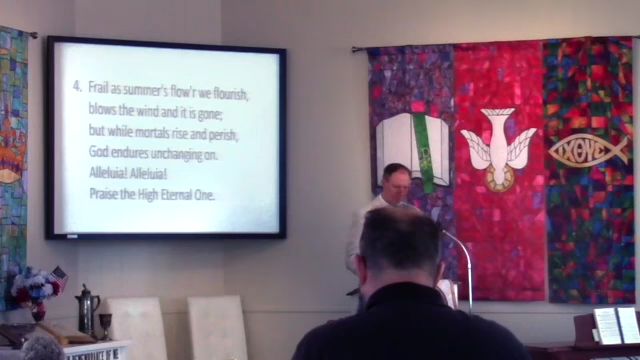 4. Frail as summer's flow'r we flourish,
blows the wind and it is gone;
but while mortals rise and perish,
God endures unchanging on.
Alleluia! Alleluia!
Praise the High Eternal One.
ΙΧΘΥΣ